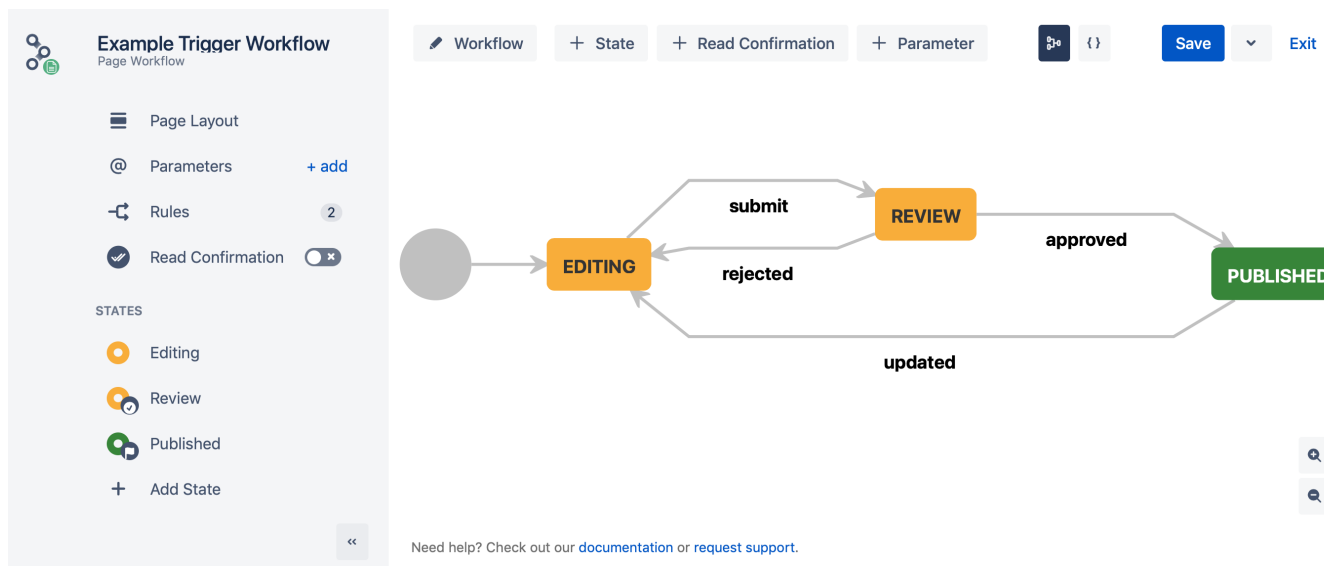 Example Trigger Workflow
Page Workflow
Page Layout
@ Parameters + add
Rules 2
Read Confirmation
STATES
Editing
Review
Published
+ Add State
«
Workflow
+ State
+ Read Confirmation
+ Parameter
{ }
Save
Exit
submit
REVIEW
approved
EDITING
rejected
PUBLISHED
updated
Need help? Check out our documentation or request support.